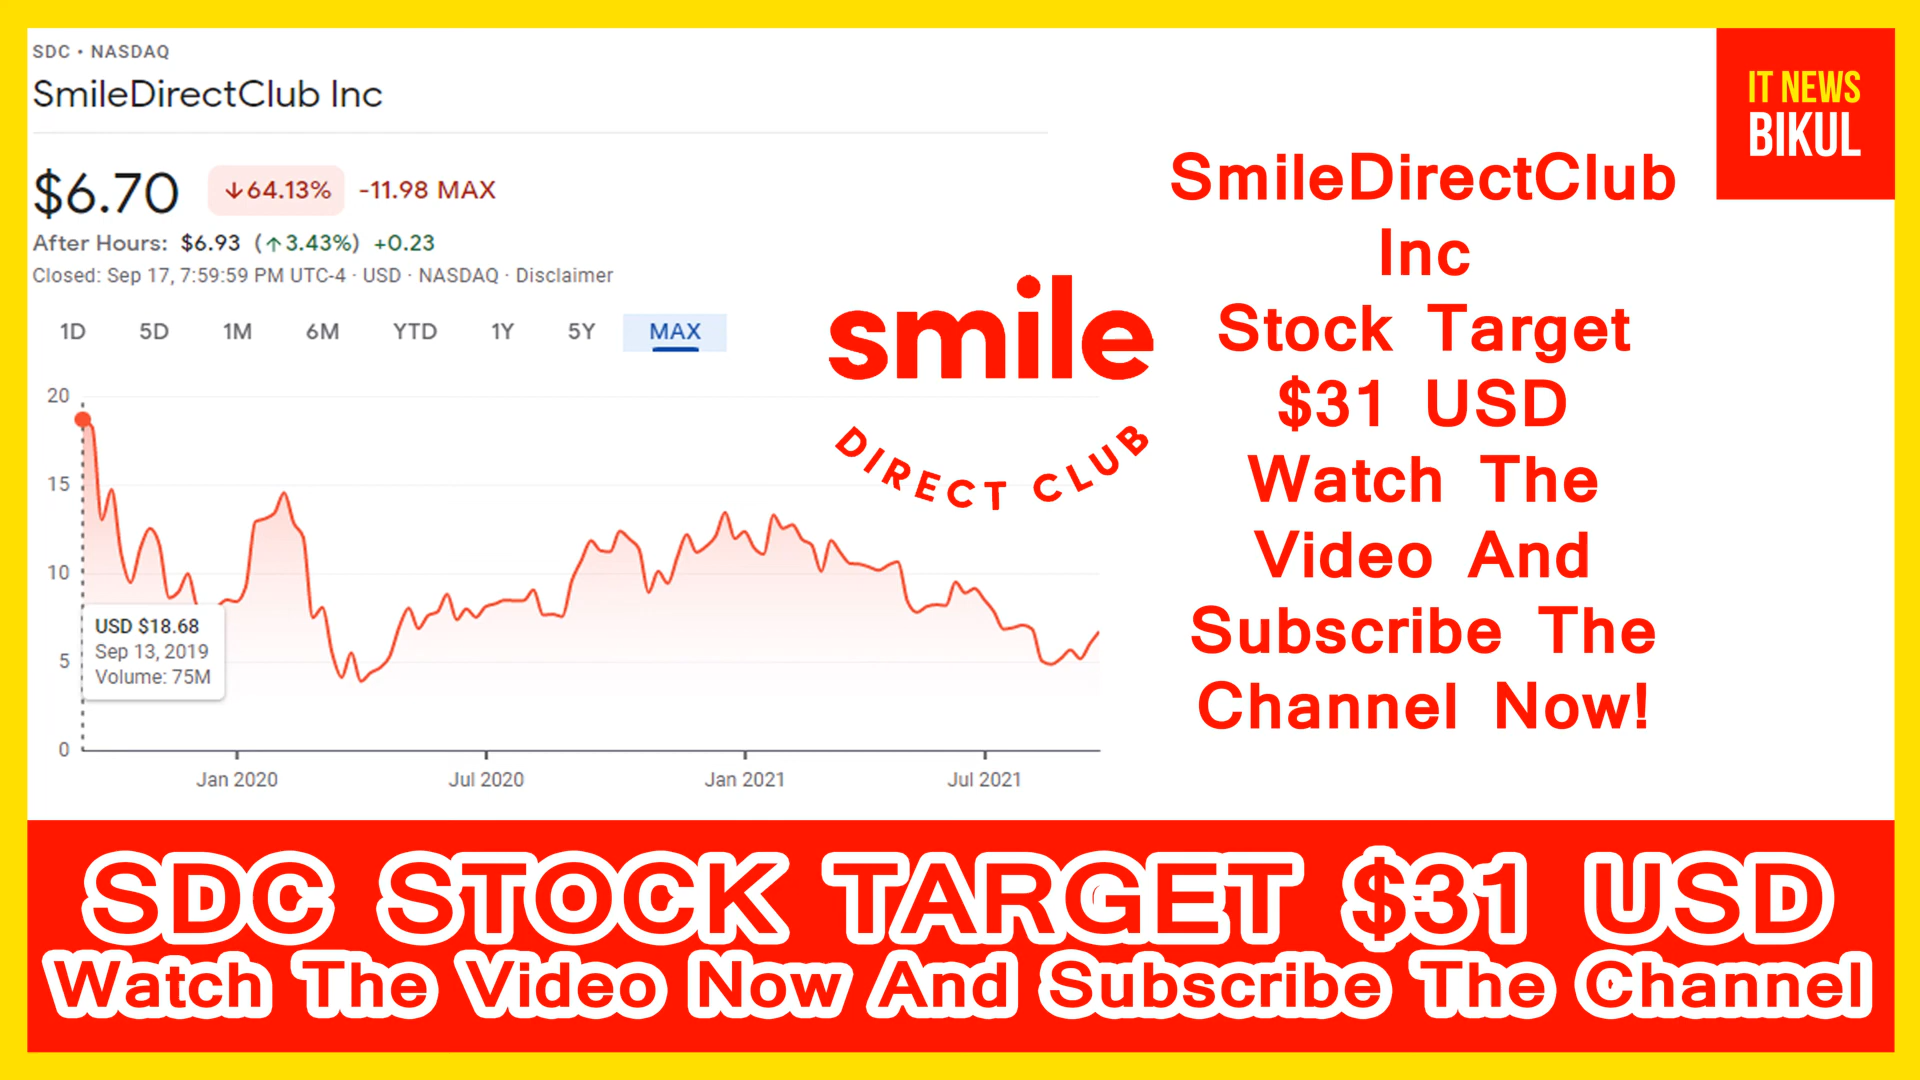 SDC • NASDAQ
SmileDirectClub Inc
$6.70 ↓64.13% -11.98 MAX
After Hours: $6.93 (↑3.43%) +0.23
Closed: Sep 17, 7:59:59 PM UTC-4 · USD · NASDAQ · Disclaimer
1D 5D 1M 6M YTD 1Y 5Y MAX
20
15
10
5
0
USD $18.68
Sep 13, 2019
Volume: 75M
Jan 2020 Jul 2020 Jan 2021 Jul 2021
smile
DIRECT CLUB
IT NEWS
BIKUL
SmileDirectClub
Inc
Stock Target
$31 USD
Watch The
Video And
Subscribe The
Channel Now!
SDC STOCK TARGET $31 USD
Watch The Video Now And Subscribe The Channel